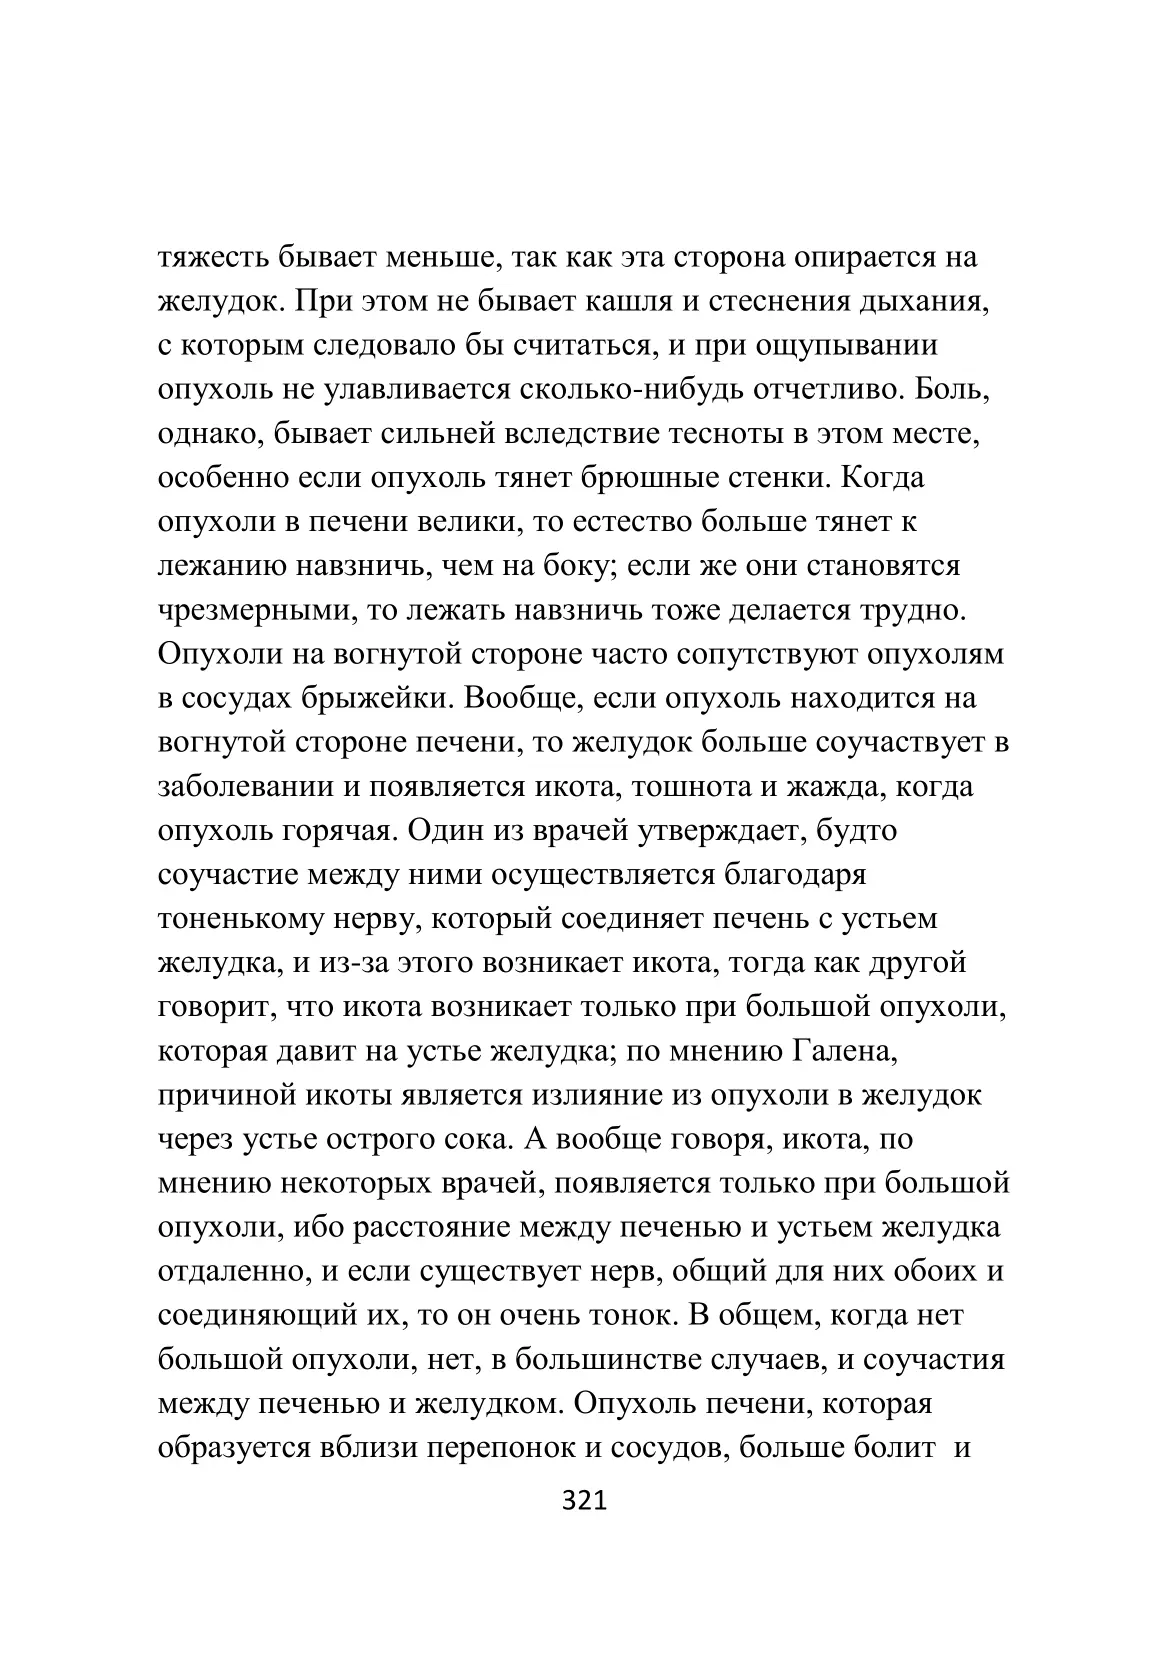 тяжесть бывает меньше, так как эта сторона опирается на
желудок. При этом не бывает кашля и стеснения дыхания,
с которым следовало бы считаться, и при ощупывании
опухоль не улавливается сколько-нибудь отчетливо. Боль,
однако, бывает сильней вследствие тесноты в этом месте,
особенно если опухоль тянет брюшные стенки. Когда
опухоли в печени велики, то естество больше тянет к
лежанию навзничь, чем на боку; если же они становятся
чрезмерными, то лежать навзничь тоже делается трудно.
Опухоли на вогнутой стороне часто сопутствуют опухолям
в сосудах брыжейки. Вообще, если опухоль находится на
вогнутой стороне печени, то желудок больше соучаствует в
заболевании и появляется икота, тошнота и жажда, когда
опухоль горячая. Один из врачей утверждает, будто
соучастие между ними осуществляется благодаря
тоненькому нерву, который соединяет печень с устьем
желудка, и из-за этого возникает икота, тогда как другой
говорит, что икота возникает только при большой опухоли,
которая давит на устье желудка; по мнению Галена,
причиной икоты является излияние из опухоли в желудок
через устье острого сока. А вообще говоря, икота, по
мнению некоторых врачей, появляется только при большой
опухоли, ибо расстояние между печенью и устьем желудка
отдаленно, и если существует нерв, общий для них обоих и
соединяющий их, то он очень тонок. В общем, когда нет
большой опухоли, нет, в большинстве случаев, и соучастия
между печенью и желудком. Опухоль печени, которая
образуется вблизи перепонок и сосудов, больше болит и
321